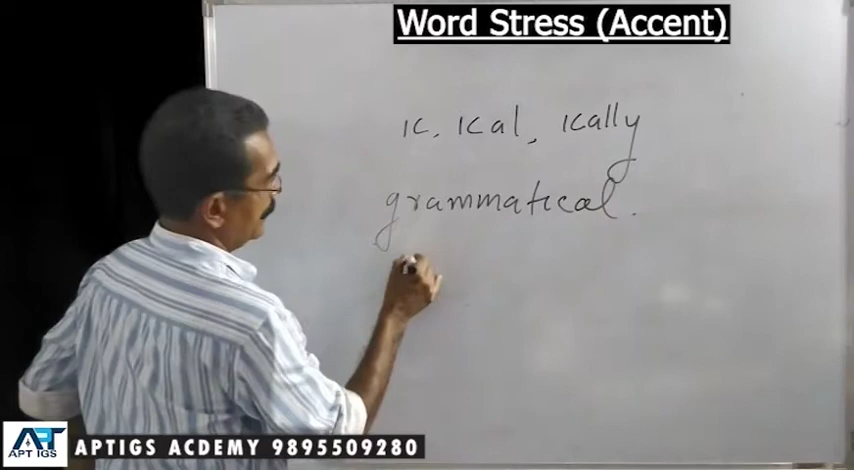 Word Stress (Accent)
ic, ical, ically
grammatical.
APT IGS
APTIGS ACDEMY 9895509280